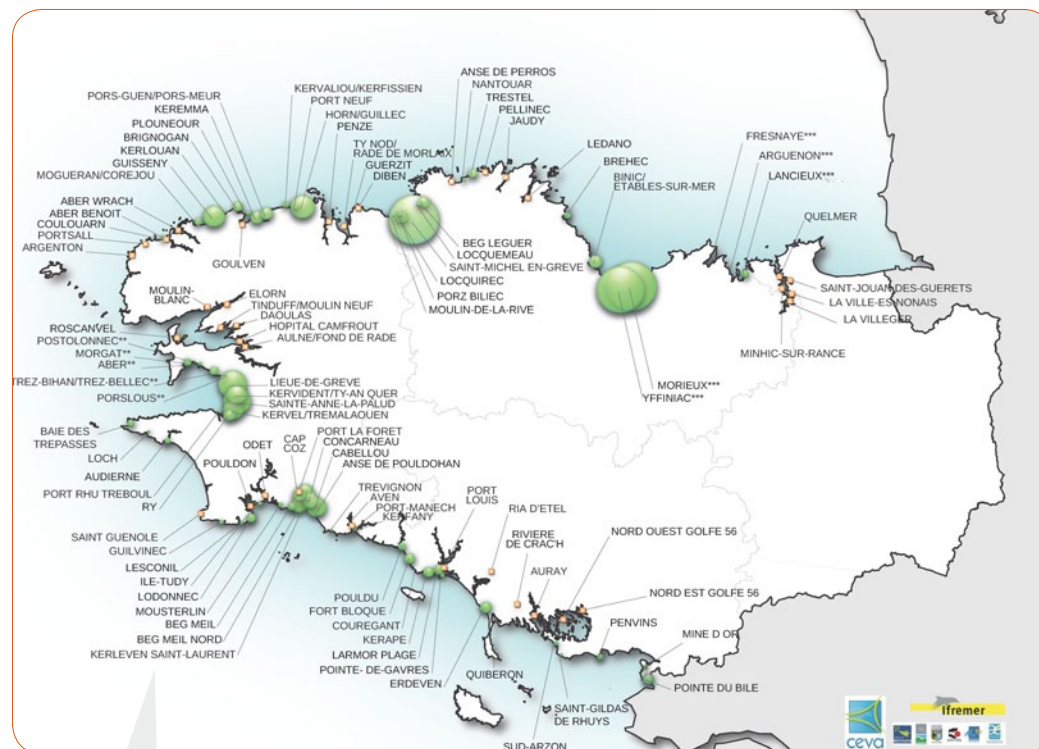 PORS-GUEN/PORS-MEUR
KEREMMA
PLOUNEOUR
BRIGNOGAN
KERLOUAN
GUISSENY
MOGUERAN/COREJOU
ABER WRACH
ABER BENOIT
COULOUARN
PORTSALL
ARGENTON
KERVALIOU/KERFISSIEN
PORT NEUF
HORN/GUILLEC
PENZE
TY NOD/
RADE DE MORLAIX
GUERZIT
DIBEN
ANSE DE PERROS
NANTOUAR
TRESTEL
PELLINEC
JAUDY
LEDANO
BREHEC
BINIC/
ETABLES-SUR-MER
FRESNAYE***
ARGUENON***
LANCIEUX***
QUELMER
SAINT-JOUAN-DES-GUERETS
LA VILLE-ES-NONAIS
LA VILLEGER
MINHIC-SUR-RANCE
GOULVEN
BEG LEGUER
LOCQUEMEAU
SAINT-MICHEL EN-GREVE
LOCQUIREC
PORZ BILIEC
MOULIN-DE-LA-RIVE
MOULIN-
BLANC
ELORN
TINDUFF/MOULIN NEUF
DAOULAS
HOPITAL CAMFROUT
AULNE/FOND DE RADE
ROSCANVEL
POSTOLONNEC**
MORGAT**
ABER**
TREZ-BIHAN/TREZ-BELLEC**
PORSLOUS**
LIEUE-DE-GREVE
KERVIDENT/TY-AN QUER
SAINTE-ANNE-LA-PALUD
KERVEL/TREMALAOUEN
MORIEUX***
YFFINIAC***
BAIE DES
TREPASSES
LOCH
AUDIERNE
PORT RHU TREBOUL
RY
POULDON
ODET
CAP
COZ
PORT LA FORET
CONCARNEAU
CABELLOU
ANSE DE POULDOHAN
TREVIGNON
AVEN
PORT-MANECH
KERFANY
PORT
LOUIS
RIA D'ETEL
RIVIERE
DE CRAC'H
AURAY
NORD OUEST GOLFE 56
NORD EST GOLFE 56
PENVINS
MINE D OR
POINTE DU BILE
SAINT GUENOLE
GUILVINEC
LESCONIL
ILE-TUDY
LODONNEC
MOUSTERLIN
BEG MEIL
BEG MEIL NORD
KERLEVEN SAINT-LAURENT
POULDU
FORT BLOQUE
COUREGANT
KERAPE
LARMOR PLAGE
POINTE- DE-GAVRES
ERDEVEN
QUIBERON
SAINT-GILDAS
DE RHUYS
SUD-ARZON
ceva
Ifremer